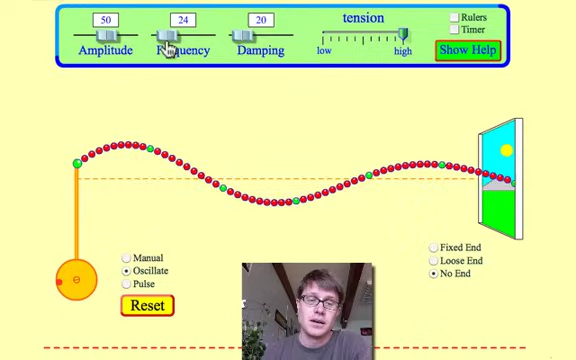 50 24 20 tension Rulers
Timer
Amplitude Frequency Damping low high Show Help
Manual
Oscillate
Pulse
Reset
Fixed End
Loose End
No End